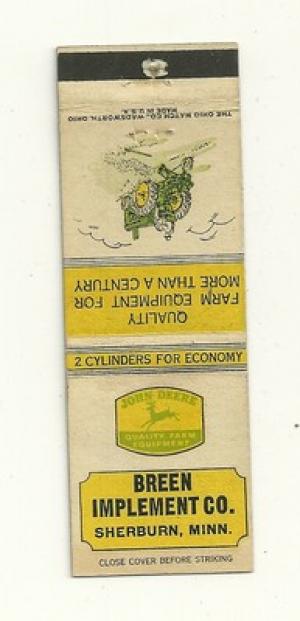 THE OHIO MATCH CO. WADSWORTH, OHIO
MADE IN U.S.A.
QUALITY
FARM EQUIPMENT FOR
MORE THAN A CENTURY
2 CYLINDERS FOR ECONOMY
JOHN DEERE
QUALITY FARM
EQUIPMENT
BREEN
IMPLEMENT CO.
SHERBURN, MINN.
CLOSE COVER BEFORE STRIKING